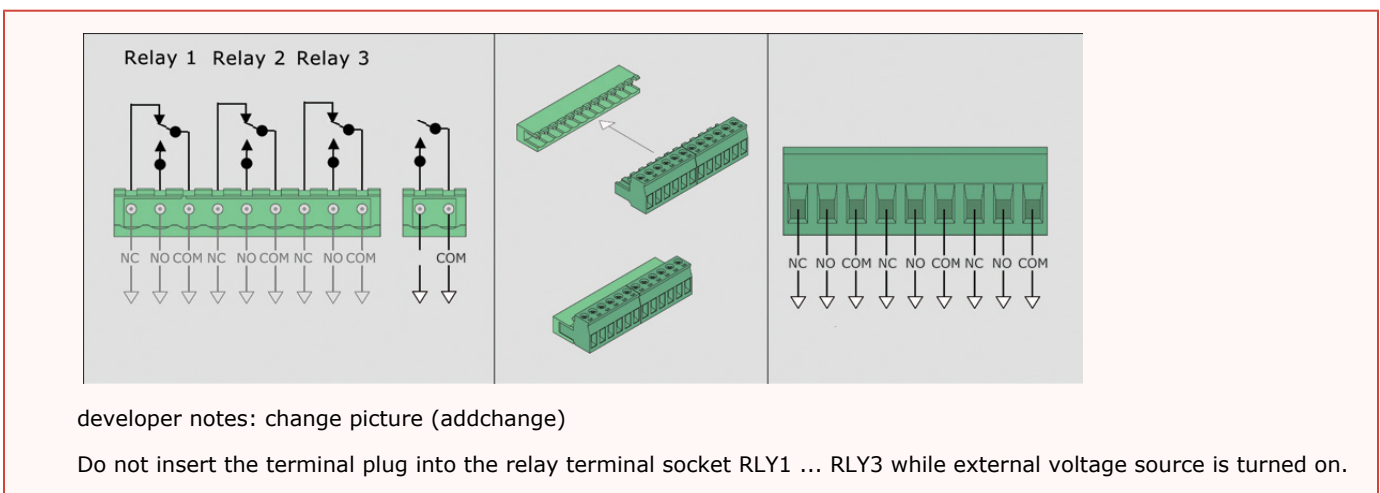 Relay 1 Relay 2 Relay 3
NC NO COM NC NO COM NC NO COM COM
NC NO COM NC NO COM NC NO COM
developer notes: change picture (addchange)
Do not insert the terminal plug into the relay terminal socket RLY1 ... RLY3 while external voltage source is turned on.